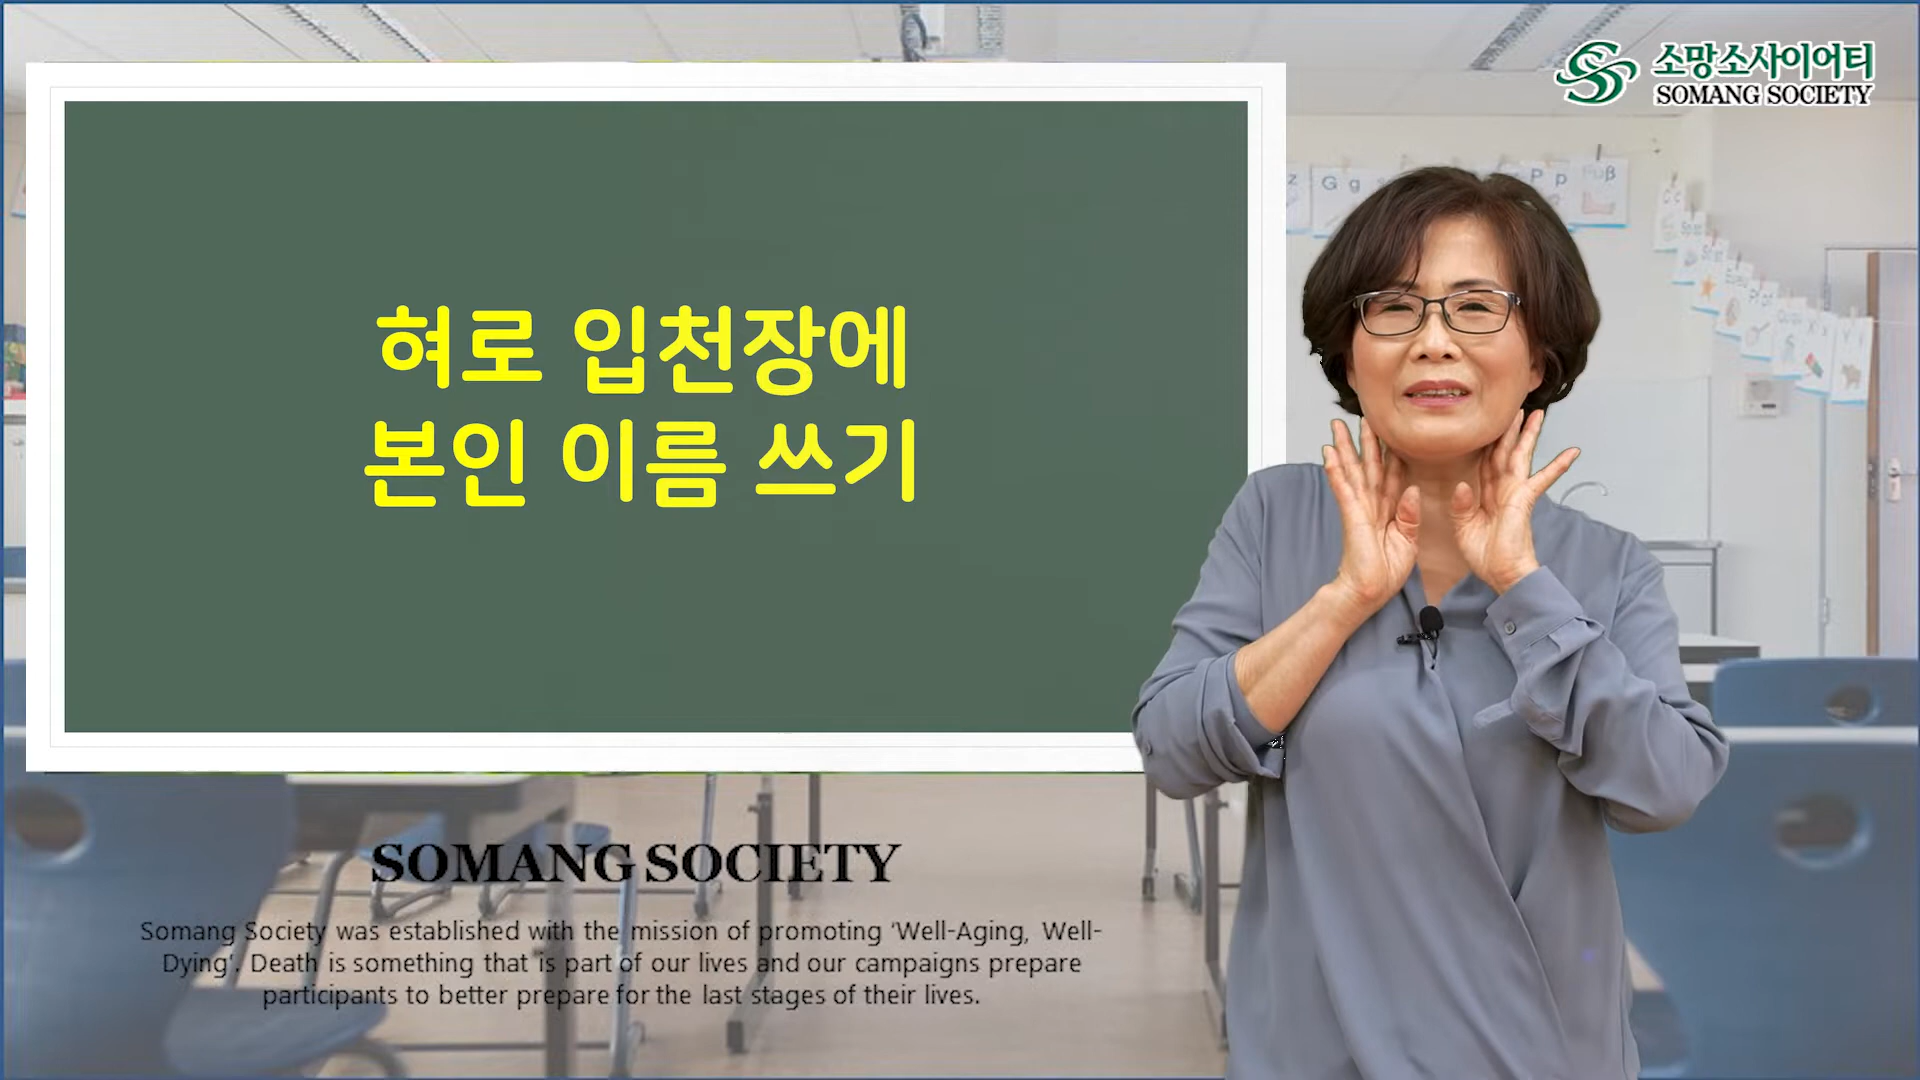 소망소사이어티
SOMANG SOCIETY
혀로 입천장에
본인 이름 쓰기
G g
P p
SOMANG SOCIETY
Somang Society was established with the mission of promoting 'Well-Aging, Well-
Dying'. Death is something that is part of our lives and our campaigns prepare
participants to better prepare for the last stages of their lives.